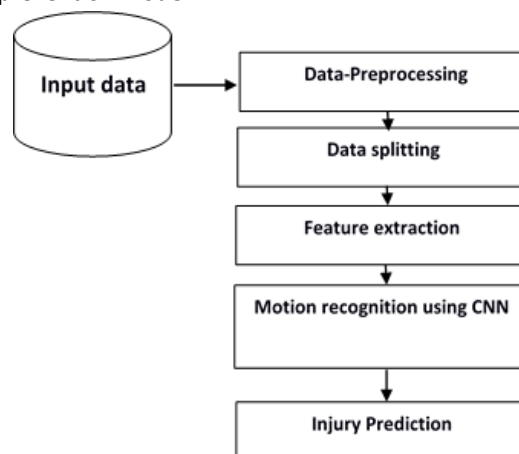 Input data
Data-Preprocessing
Data splitting
Feature extraction
Motion recognition using CNN
Injury Prediction